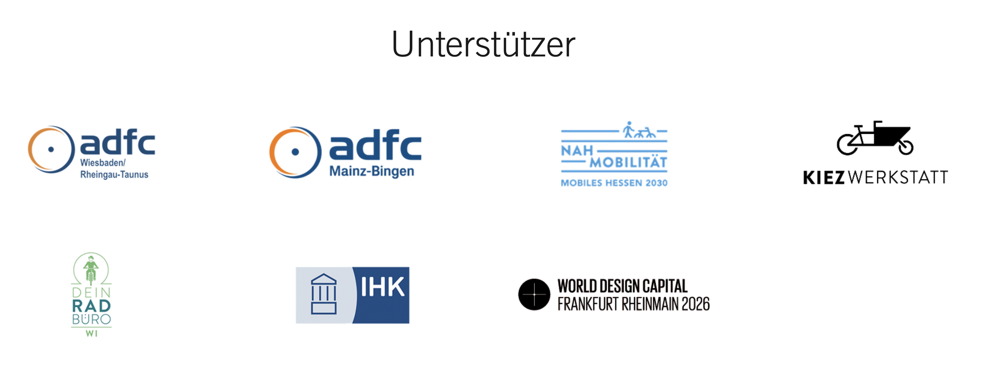 Unterstützer
adfc
Wiesbaden/
Rheingau-Taunus
adfc
Mainz-Bingen
NAH
MOBILITÄT
MOBILES HESSEN 2030
KIEZWERKSTATT
DEIN
RAD
BÜRO
WI
IHK
WORLD DESIGN CAPITAL
FRANKFURT RHEINMAIN 2026